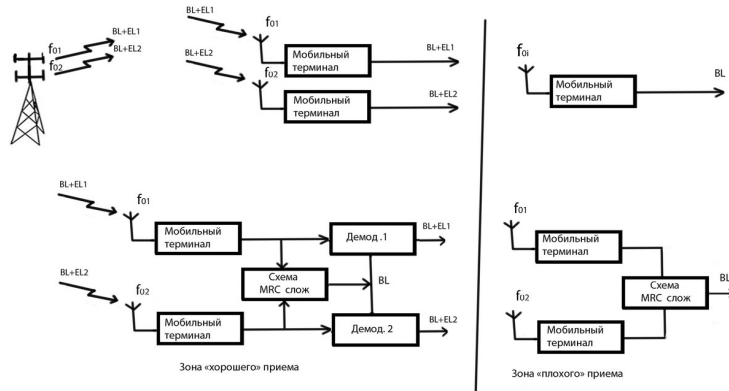 f01
f02
BL+EL1
BL+EL2
BL+EL1
f01
Мобильный
терминал
BL+EL1
BL+EL2
f02
Мобильный
терминал
BL+EL2
f0i
Мобильный
терминал
BL
BL+EL1
f01
Мобильный
терминал
Демод .1
BL+EL1
Схема
MRC слож
BL
BL+EL2
f02
Мобильный
терминал
Демод. 2
BL+EL2
Зона «хорошего» приема
f01
Мобильный
терминал
Схема
MRC слож
BL
f02
Мобильный
терминал
Зона «плохого» приема